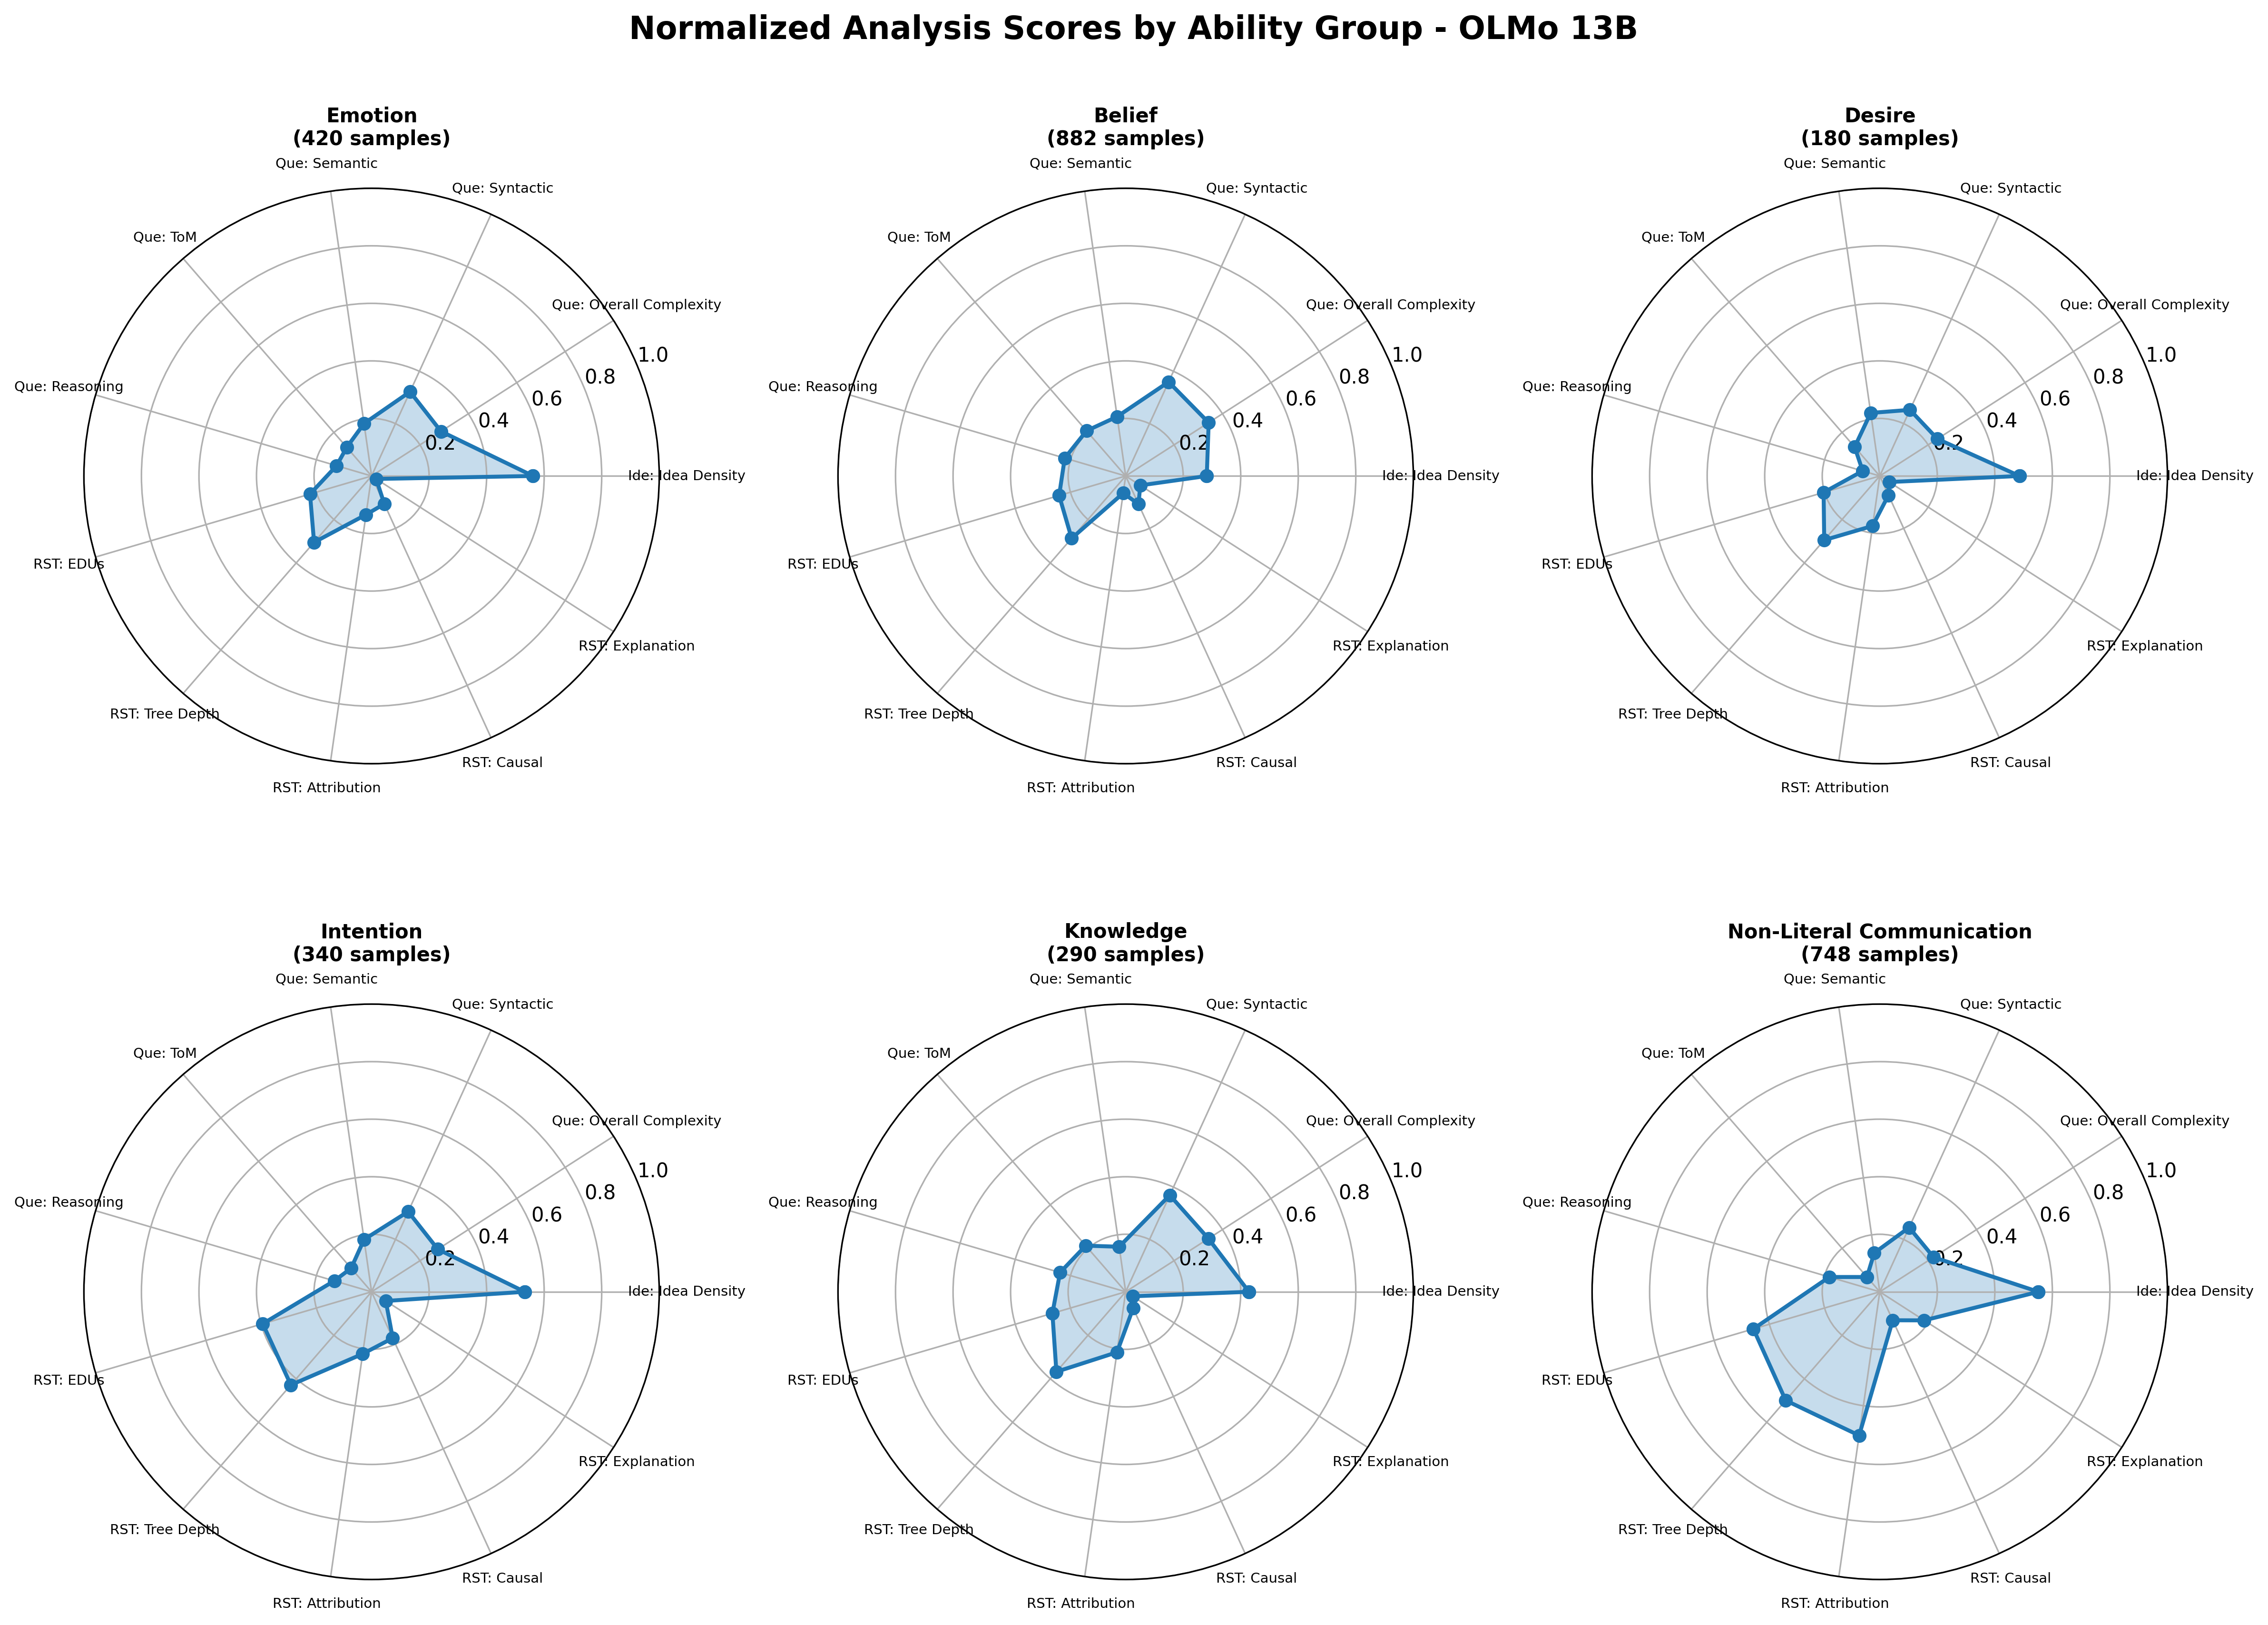 Normalized Analysis Scores by Ability Group - OLMo 13B
Emotion
(420 samples)
Que: Semantic
Que: Syntactic
Que: ToM
Que: Overall Complexity
1.0
0.8
0.6
0.4
0.2
Que: Reasoning
Ide: Idea Density
RST: EDUs
RST: Explanation
RST: Tree Depth
RST: Causal
RST: Attribution
Belief
(882 samples)
Que: Semantic
Que: Syntactic
Que: ToM
Que: Overall Complexity
1.0
0.8
0.6
0.4
0.2
Que: Reasoning
Ide: Idea Density
RST: EDUs
RST: Explanation
RST: Tree Depth
RST: Causal
RST: Attribution
Desire
(180 samples)
Que: Semantic
Que: Syntactic
Que: ToM
Que: Overall Complexity
1.0
0.8
0.6
0.4
0.2
Que: Reasoning
Ide: Idea Density
RST: EDUs
RST: Explanation
RST: Tree Depth
RST: Causal
RST: Attribution
Intention
(340 samples)
Que: Semantic
Que: Syntactic
Que: ToM
Que: Overall Complexity
1.0
0.8
0.6
0.4
0.2
Que: Reasoning
Ide: Idea Density
RST: EDUs
RST: Explanation
RST: Tree Depth
RST: Causal
RST: Attribution
Knowledge
(290 samples)
Que: Semantic
Que: Syntactic
Que: ToM
Que: Overall Complexity
1.0
0.8
0.6
0.4
0.2
Que: Reasoning
Ide: Idea Density
RST: EDUs
RST: Explanation
RST: Tree Depth
RST: Causal
RST: Attribution
Non-Literal Communication
(748 samples)
Que: Semantic
Que: Syntactic
Que: ToM
Que: Overall Complexity
1.0
0.8
0.6
0.4
0.2
Que: Reasoning
Ide: Idea Density
RST: EDUs
RST: Explanation
RST: Tree Depth
RST: Causal
RST: Attribution